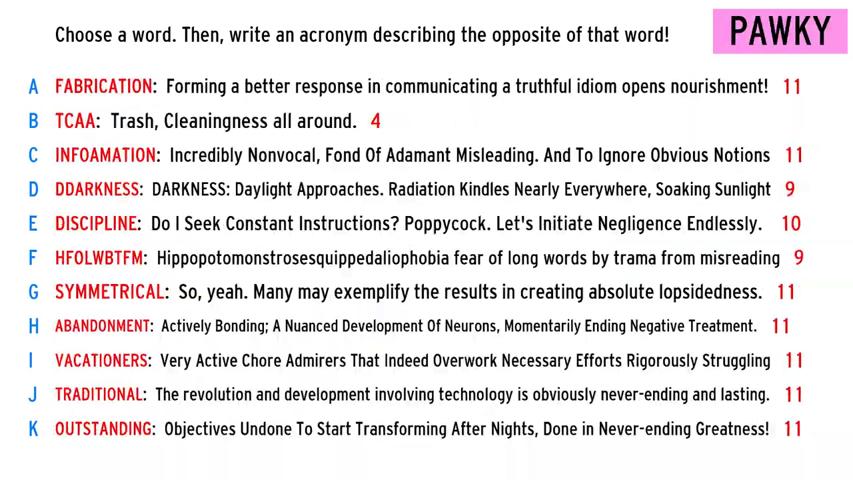 Choose a word. Then, write an acronym describing the opposite of that word!
PAWKY
A FABRICATION: Forming a better response in communicating a truthful idiom opens nourishment! 11
B TCAA: Trash, Cleaningness all around. 4
C INFOAMATION: Incredibly Nonvocal, Fond Of Adamant Misleading. And To Ignore Obvious Notions 11
D DDARKNESS: DARKNESS: Daylight Approaches. Radiation Kindles Nearly Everywhere, Soaking Sunlight 9
E DISCIPLINE: Do I Seek Constant Instructions? Poppycock. Let's Initiate Negligence Endlessly. 10
F HFOLWBTFM: Hippopotomonstrosesquippedaliophobia fear of long words by trama from misreading 9
G SYMMETRICAL: So, yeah. Many may exemplify the results in creating absolute lopsidedness. 11
H ABANDONMENT: Actively Bonding; A Nuanced Development Of Neurons, Momentarily Ending Negative Treatment. 11
I VACATIONERS: Very Active Chore Admirers That Indeed Overwork Necessary Efforts Rigorously Struggling 11
J TRADITIONAL: The revolution and development involving technology is obviously never-ending and lasting. 11
K OUTSTANDING: Objectives Undone To Start Transforming After Nights, Done in Never-ending Greatness! 11